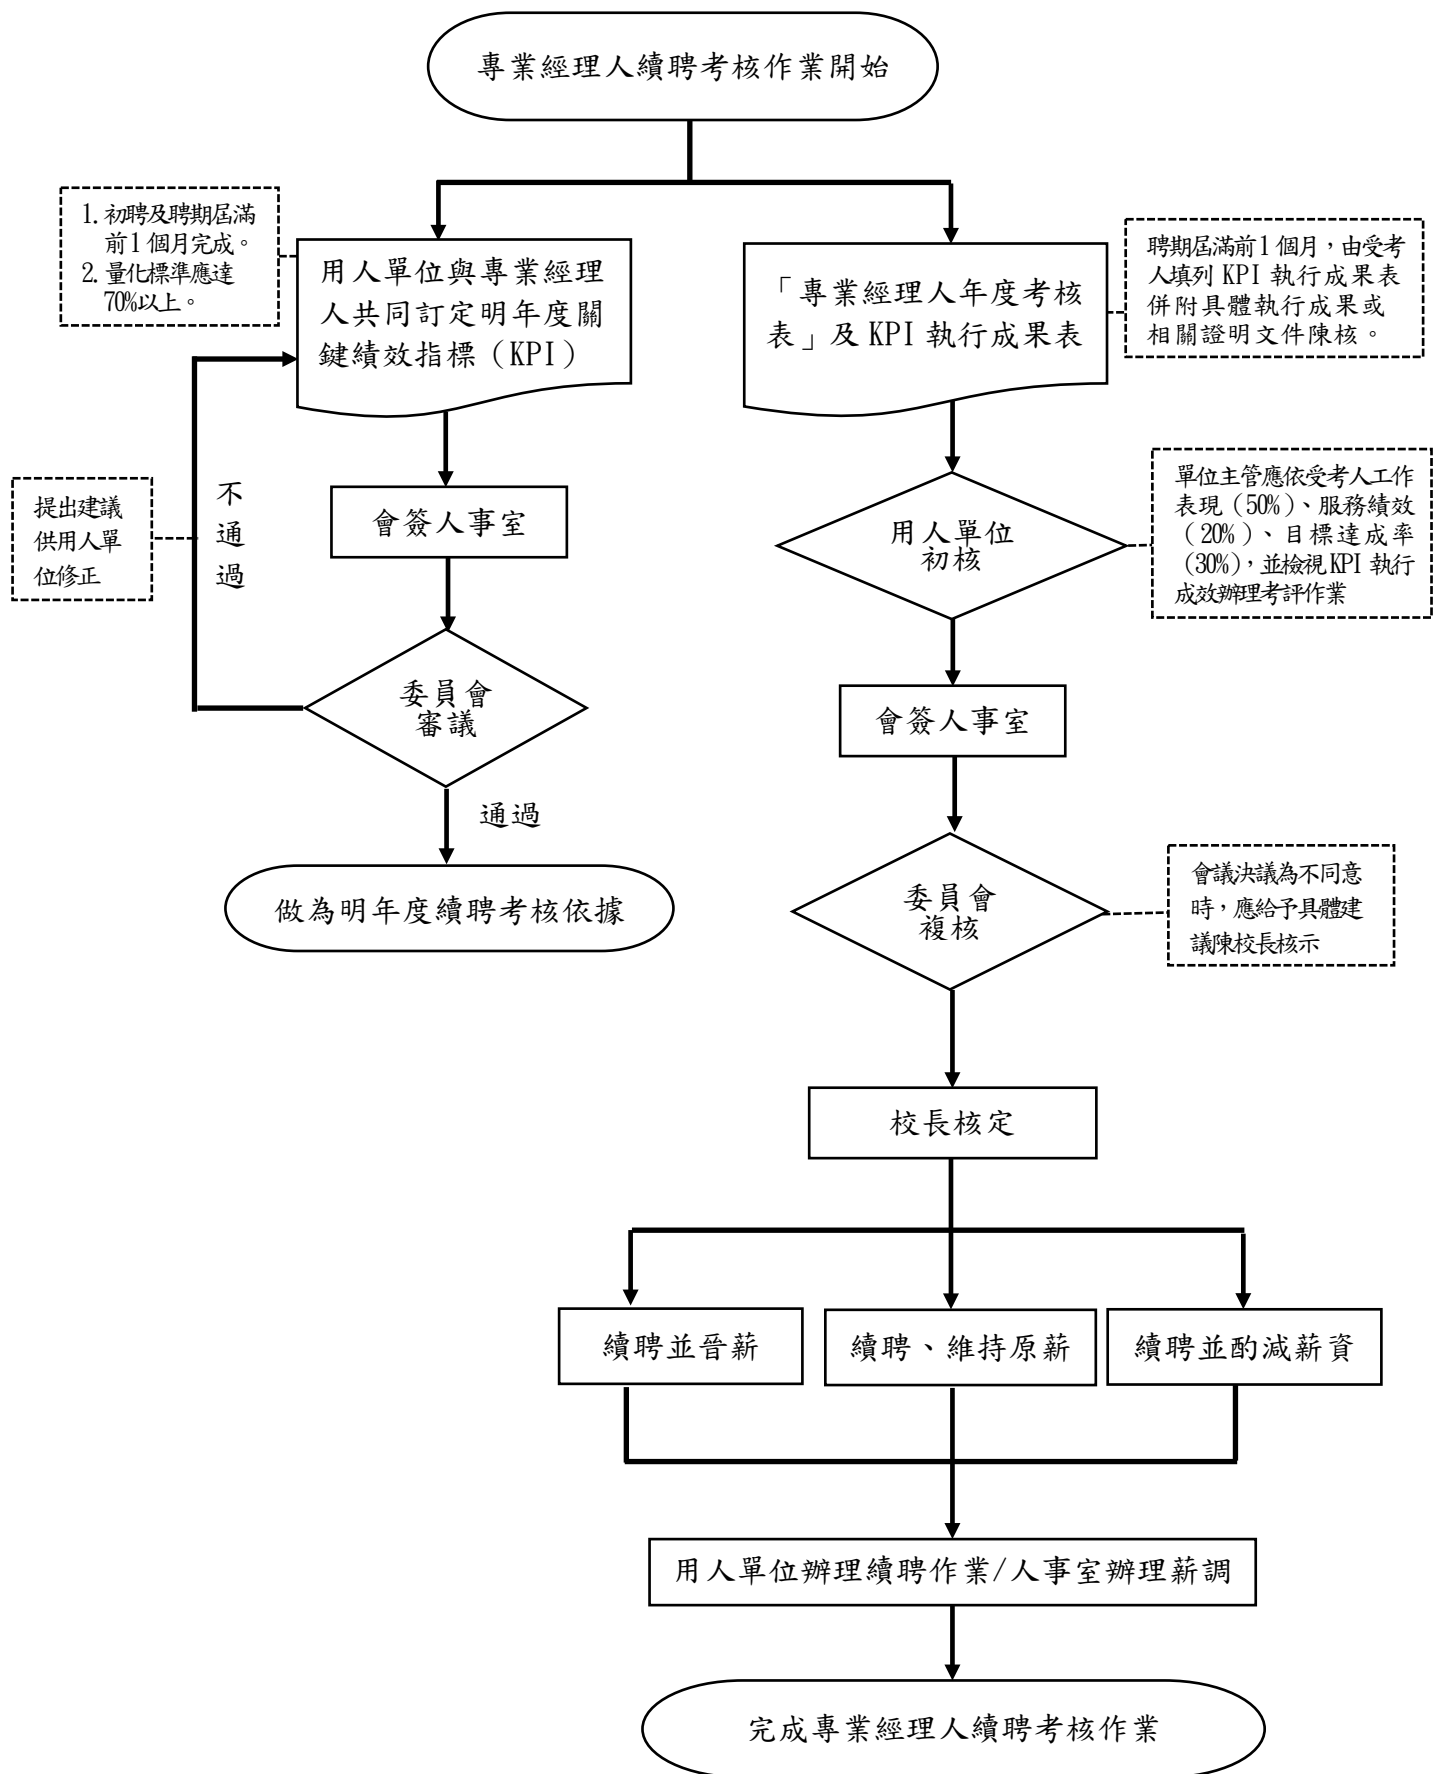 專業經理人續聘考核作業開始
1. 初聘及聘期屆滿
前1個月完成。
2. 量化標準應達
70%以上。
用人單位與專業經理
人共同訂定明年度關
鍵績效指標（KPI）
「專業經理人年度考核
表」及 KPI 執行成果表
聘期屆滿前1個月，由受考
人填列 KPI 執行成果表
併附具體執行成果或
相關證明文件陳核。
提出建議
供用人單
位修正
不
通
過
會簽人事室
用人單位
初核
單位主管應依受考人工作
表現（50%）、服務績效
（20%）、目標達成率
（30%），並檢視KPI 執行
成效辦理考評作業
委員會
審議
會簽人事室
通過
做為明年度續聘考核依據
委員會
複核
會議決議為不同意
時，應給予具體建
議陳校長核示
校長核定
續聘並晉薪
續聘、維持原薪
續聘並酌減薪資
用人單位辦理續聘作業/人事室辦理薪調
完成專業經理人續聘考核作業